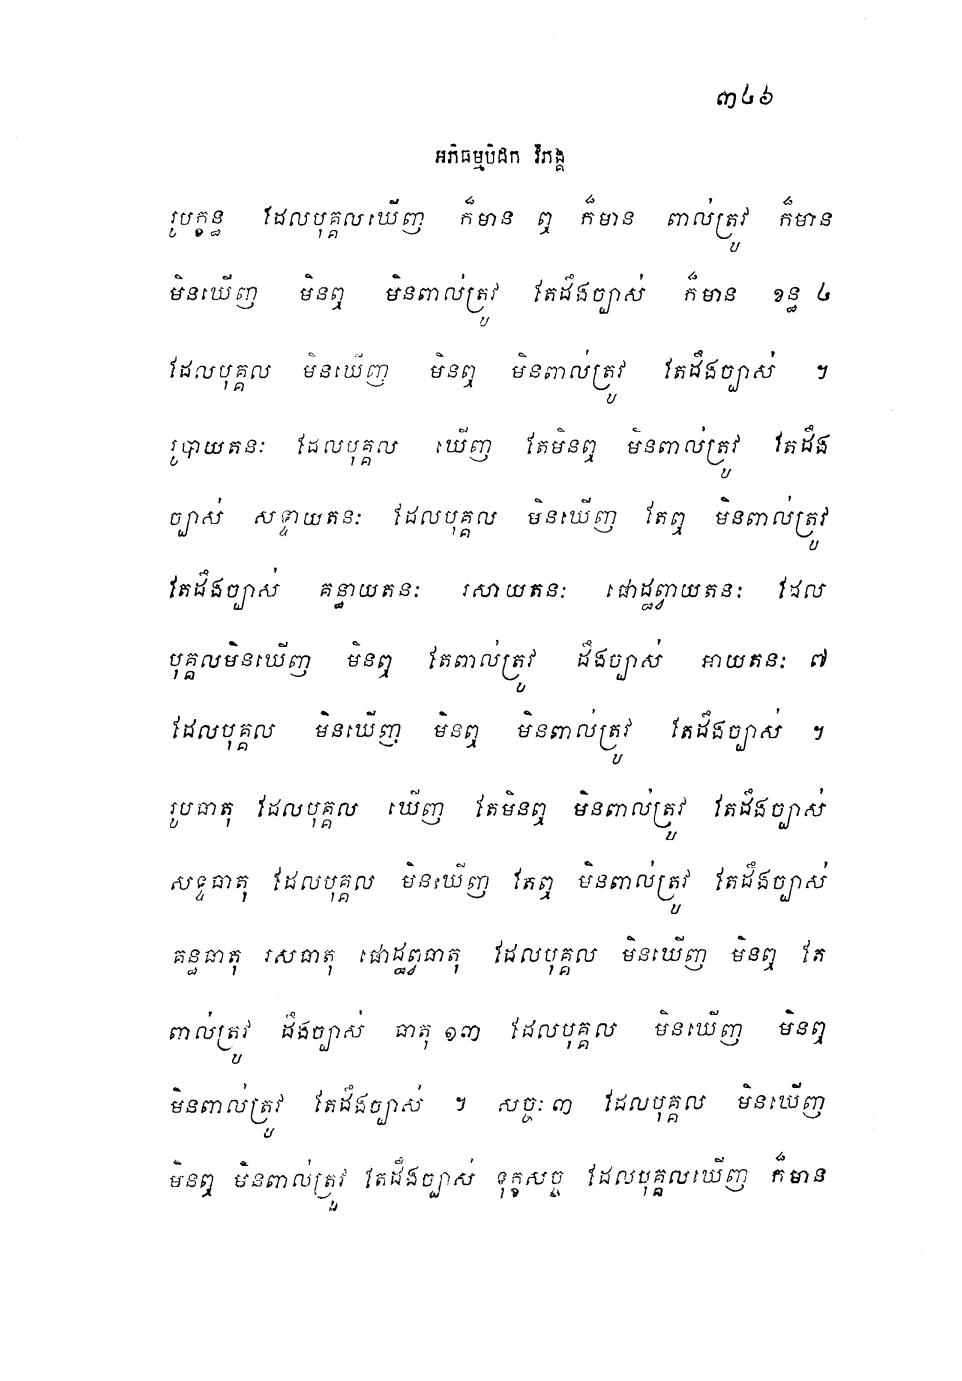 ៣៤៦
អភិធម្មបិដក វិភង្គ
រូបក្ខន្ធ ដែលបុគ្គលឃើញ ក៏មាន ឮ ក៏មាន ពាល់ត្រូវ ក៏មាន
មិនឃើញ មិនឮ មិនពាល់ត្រូវ តែដឹងច្បាស់ ក៏មាន ខន្ធ ៤
ដែលបុគ្គល មិនឃើញ មិនឮ មិនពាល់ត្រូវ តែដឹងច្បាស់ ។
រូបាយតនៈ ដែលបុគ្គល ឃើញ តែមិនឮ មិនពាល់ត្រូវ តែដឹង
ច្បាស់ សទ្ទាយតនៈ ដែលបុគ្គល មិនឃើញ តែឮ មិនពាល់ត្រូវ
តែដឹងច្បាស់ គន្ធាយតនៈ រសាយតនៈ ផោដ្ឋព្វាយតនៈ ដែល
បុគ្គលមិនឃើញ មិនឮ តែពាល់ត្រូវ ដឹងច្បាស់ អាយតនៈ ៧
ដែលបុគ្គល មិនឃើញ មិនឮ មិនពាល់ត្រូវ តែដឹងច្បាស់ ។
រូបធាតុ ដែលបុគ្គល ឃើញ តែមិនឮ មិនពាល់ត្រូវ តែដឹងច្បាស់
សទ្ទធាតុ ដែលបុគ្គល មិនឃើញ តែឮ មិនពាល់ត្រូវ តែដឹងច្បាស់
គន្ធធាតុ រសធាតុ ផោដ្ឋព្វធាតុ ដែលបុគ្គល មិនឃើញ មិនឮ តែ
ពាល់ត្រូវ ដឹងច្បាស់ ធាតុ ១៣ ដែលបុគ្គល មិនឃើញ មិនឮ
មិនពាល់ត្រូវ តែដឹងច្បាស់ ។ សច្ចៈ ៣ ដែលបុគ្គល មិនឃើញ
មិនឮ មិនពាល់ត្រូវ តែដឹងច្បាស់ ទុក្ខសច្ច ដែលបុគ្គលឃើញ ក៏មាន